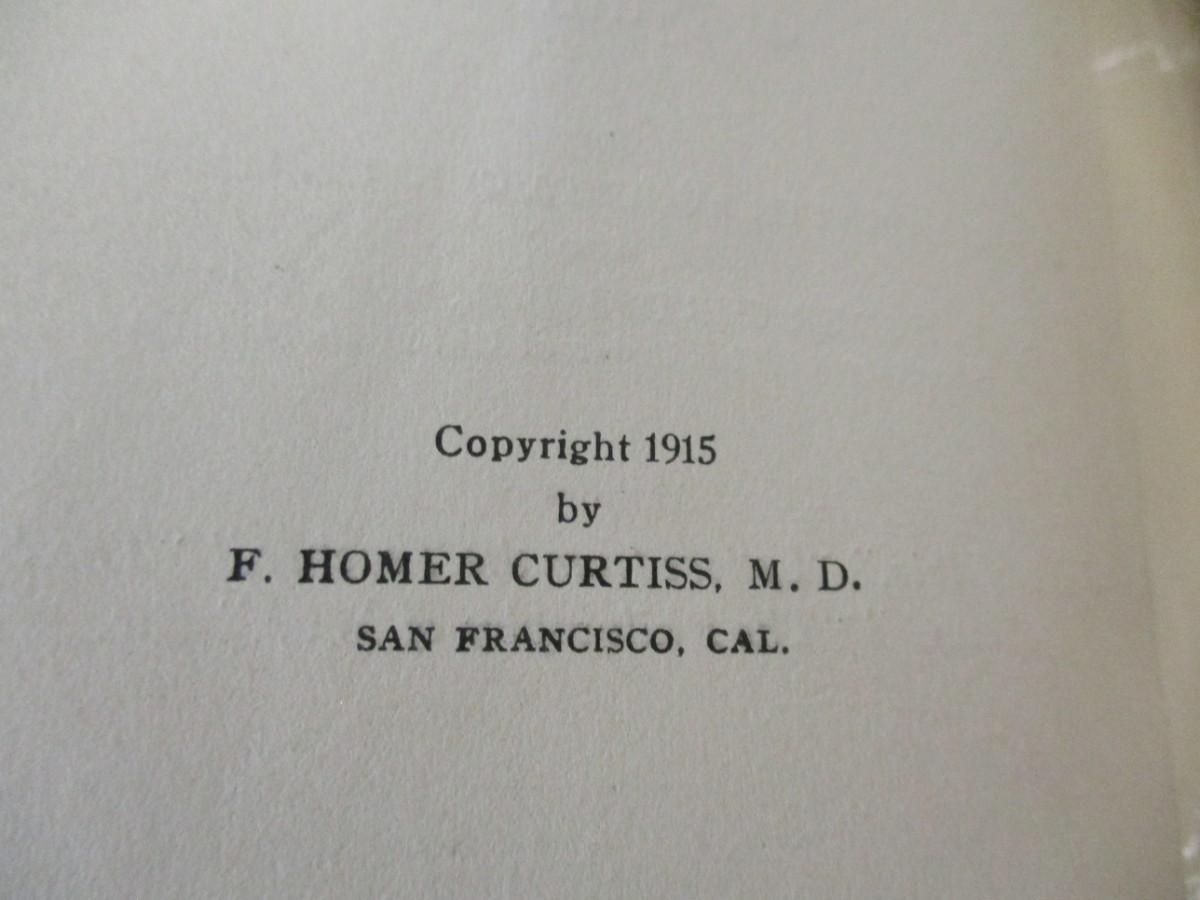 Copyright 1915
by
F. HOMER CURTISS, M. D.
SAN FRANCISCO, CAL.